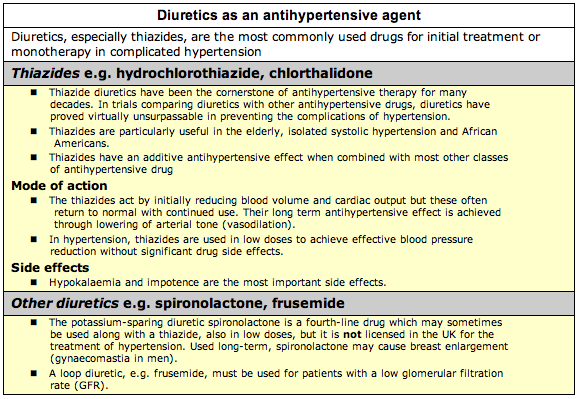 Diuretics as an antihypertensive agent
Diuretics, especially thiazides, are the most commonly used drugs for initial treatment or
monotherapy in complicated hypertension
Thiazides e.g. hydrochlorothiazide, chlorthalidone
■ Thiazide diuretics have been the cornerstone of antihypertensive therapy for many
decades. In trials comparing diuretics with other antihypertensive drugs, diuretics have
proved virtually unsurpassable in preventing the complications of hypertension.
■ Thiazides are particularly useful in the elderly, isolated systolic hypertension and African
Americans.
■ Thiazides have an additive antihypertensive effect when combined with most other classes
of antihypertensive drug
Mode of action
■ The thiazides act by initially reducing blood volume and cardiac output but these often
return to normal with continued use. Their long term antihypertensive effect is achieved
through lowering of arterial tone (vasodilation).
■ In hypertension, thiazides are used in low doses to achieve effective blood pressure
reduction without significant drug side effects.
Side effects
■ Hypokalaemia and impotence are the most important side effects.
Other diuretics e.g. spironolactone, frusemide
■ The potassium-sparing diuretic spironolactone is a fourth-line drug which may sometimes
be used along with a thiazide, also in low doses, but it is not licensed in the UK for the
treatment of hypertension. Used long-term, spironolactone may cause breast enlargement
(gynaecomastia in men).
■ A loop diuretic, e.g. frusemide, must be used for patients with a low glomerular filtration
rate (GFR).